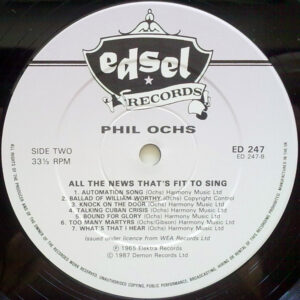 edsel
RECORDS
PHIL OCHS
SIDE TWO
33⅓ RPM
ED 247
ED 247-B
ALL THE NEWS THAT'S FIT TO SING
1. AUTOMATION SONG (Ochs) Harmony Music Ltd
2. BALLAD OF WILLIAM WORTHY (Ochs) Copyright Control
3. KNOCK ON THE DOOR (Ochs) Harmony Music Ltd
4. TALKING CUBAN CRISIS (Ochs) Harmony Music Ltd
5. BOUND FOR GLORY (Ochs) Harmony Music Ltd
6. TOO MANY MARTYRS (Ochs/Gibson) Harmony Music Ltd
7. WHAT'S THAT I HEAR (Ochs) Harmony Music Ltd
Issued under licence from WEA Records Ltd
℗ 1965 Elektra Records
© 1987 Demon Records Ltd